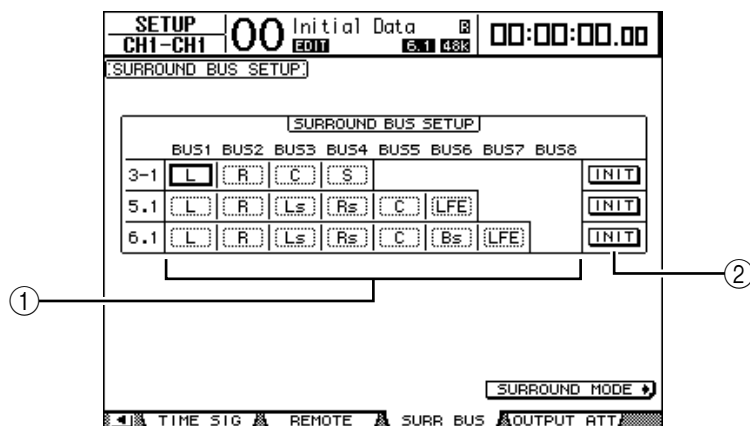 SETUP 00 Initial Data R 00:00:00.00
CH1-CH1 EDIT 6.1 48k
SURROUND BUS SETUP
SURROUND BUS SETUP
BUS1 BUS2 BUS3 BUS4 BUS5 BUS6 BUS7 BUS8
3-1 L R C S INIT
5.1 L R Ls Rs C LFE INIT
6.1 L R Ls Rs C Bs LFE INIT
1
2
SURROUND MODE
TIME SIG REMOTE SURR BUS OUTPUT ATT